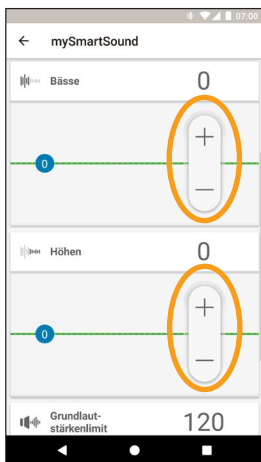 07:00
mySmartSound
Bässe 0
+
0
−
Höhen 0
+
0
−
Grundlaut-
stärkenlimit 120